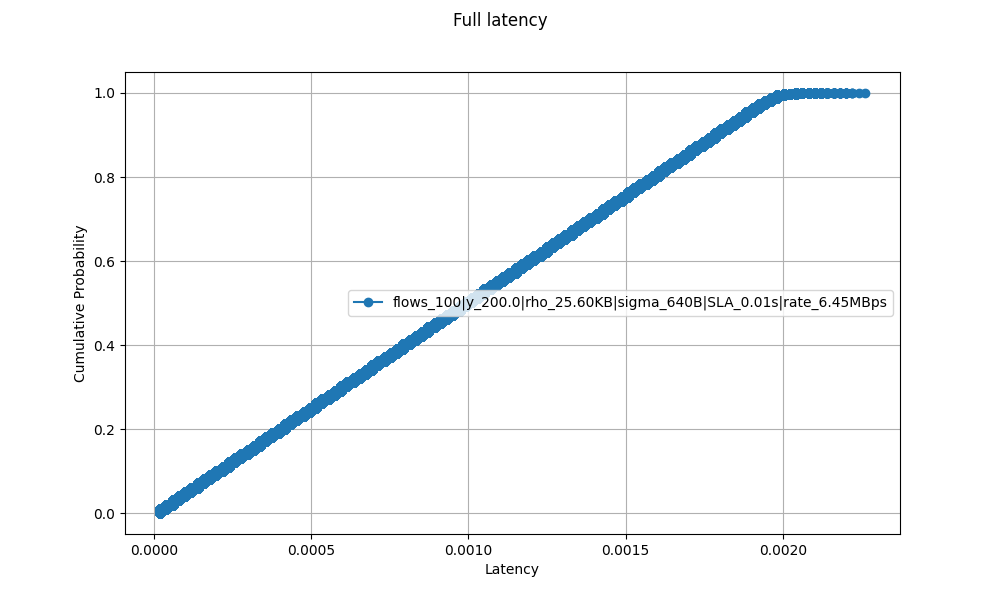 Full latency
1.0
0.8
0.6
0.4
0.2
0.0
Cumulative Probability
flows_100|y_200.0|rho_25.60KB|sigma_640B|SLA_0.01s|rate_6.45MBps
0.0000 0.0005 0.0010 0.0015 0.0020
Latency